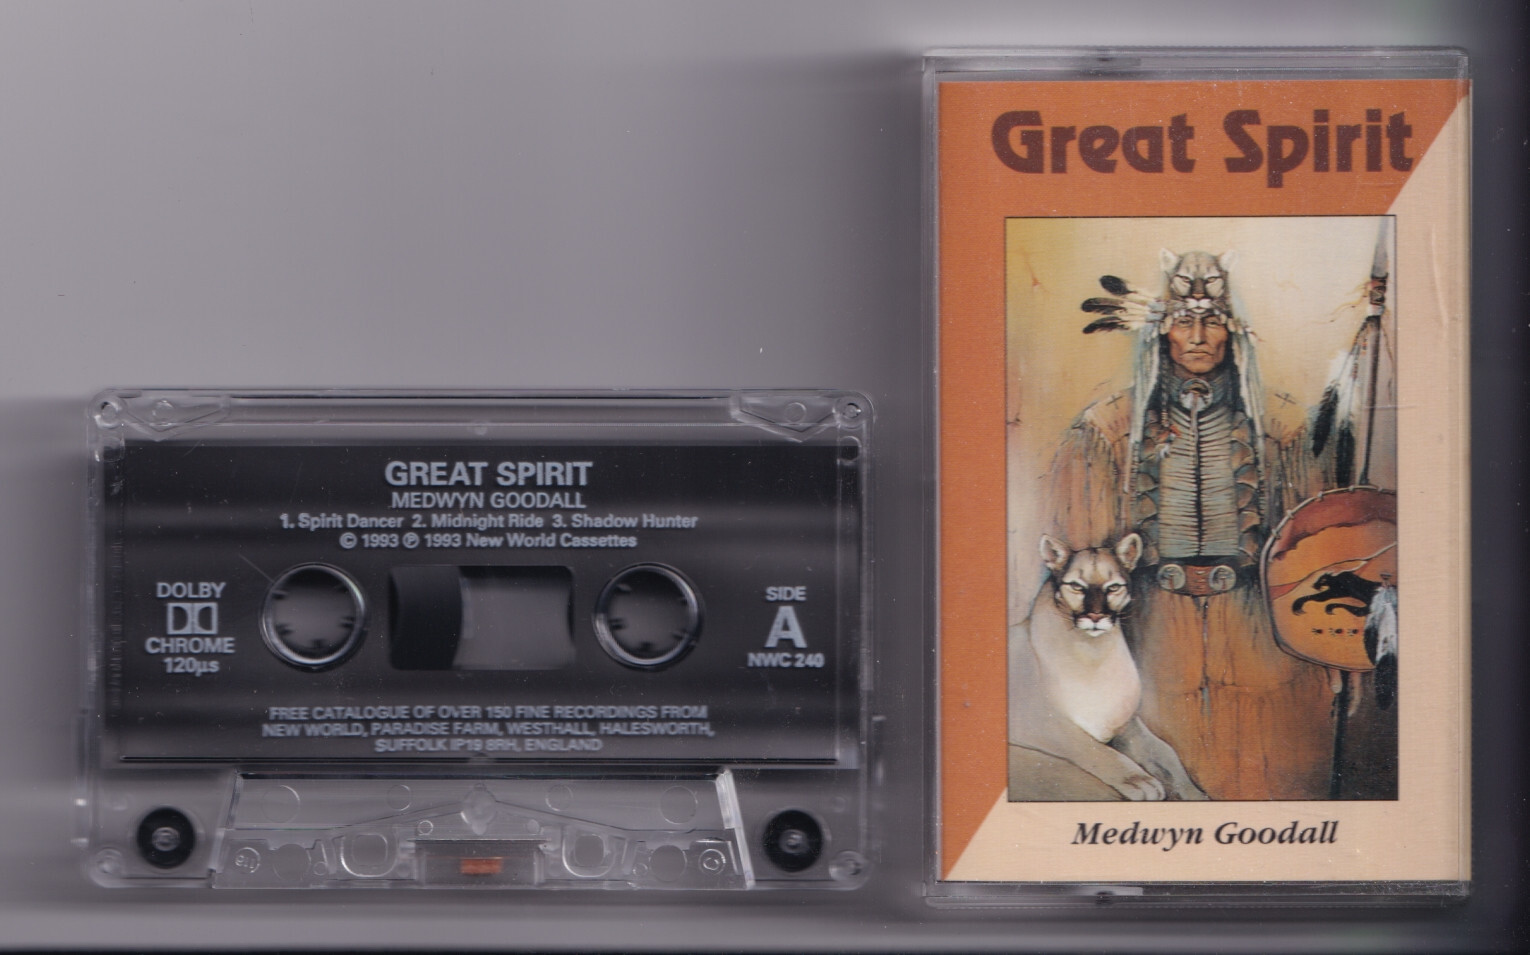 GREAT SPIRIT
MEDWYN GOODALL
1. Spirit Dancer 2. Midnight Ride 3. Shadow Hunter
© 1993 ℗ 1993 New World Cassettes
DOLBY
CHROME
120µs
SIDE
A
NWC 240
FREE CATALOGUE OF OVER 150 FINE RECORDINGS FROM
NEW WORLD, PARADISE FARM, WESTHALL, HALESWORTH,
SUFFOLK IP19 8RH, ENGLAND
Great Spirit
Medwyn Goodall